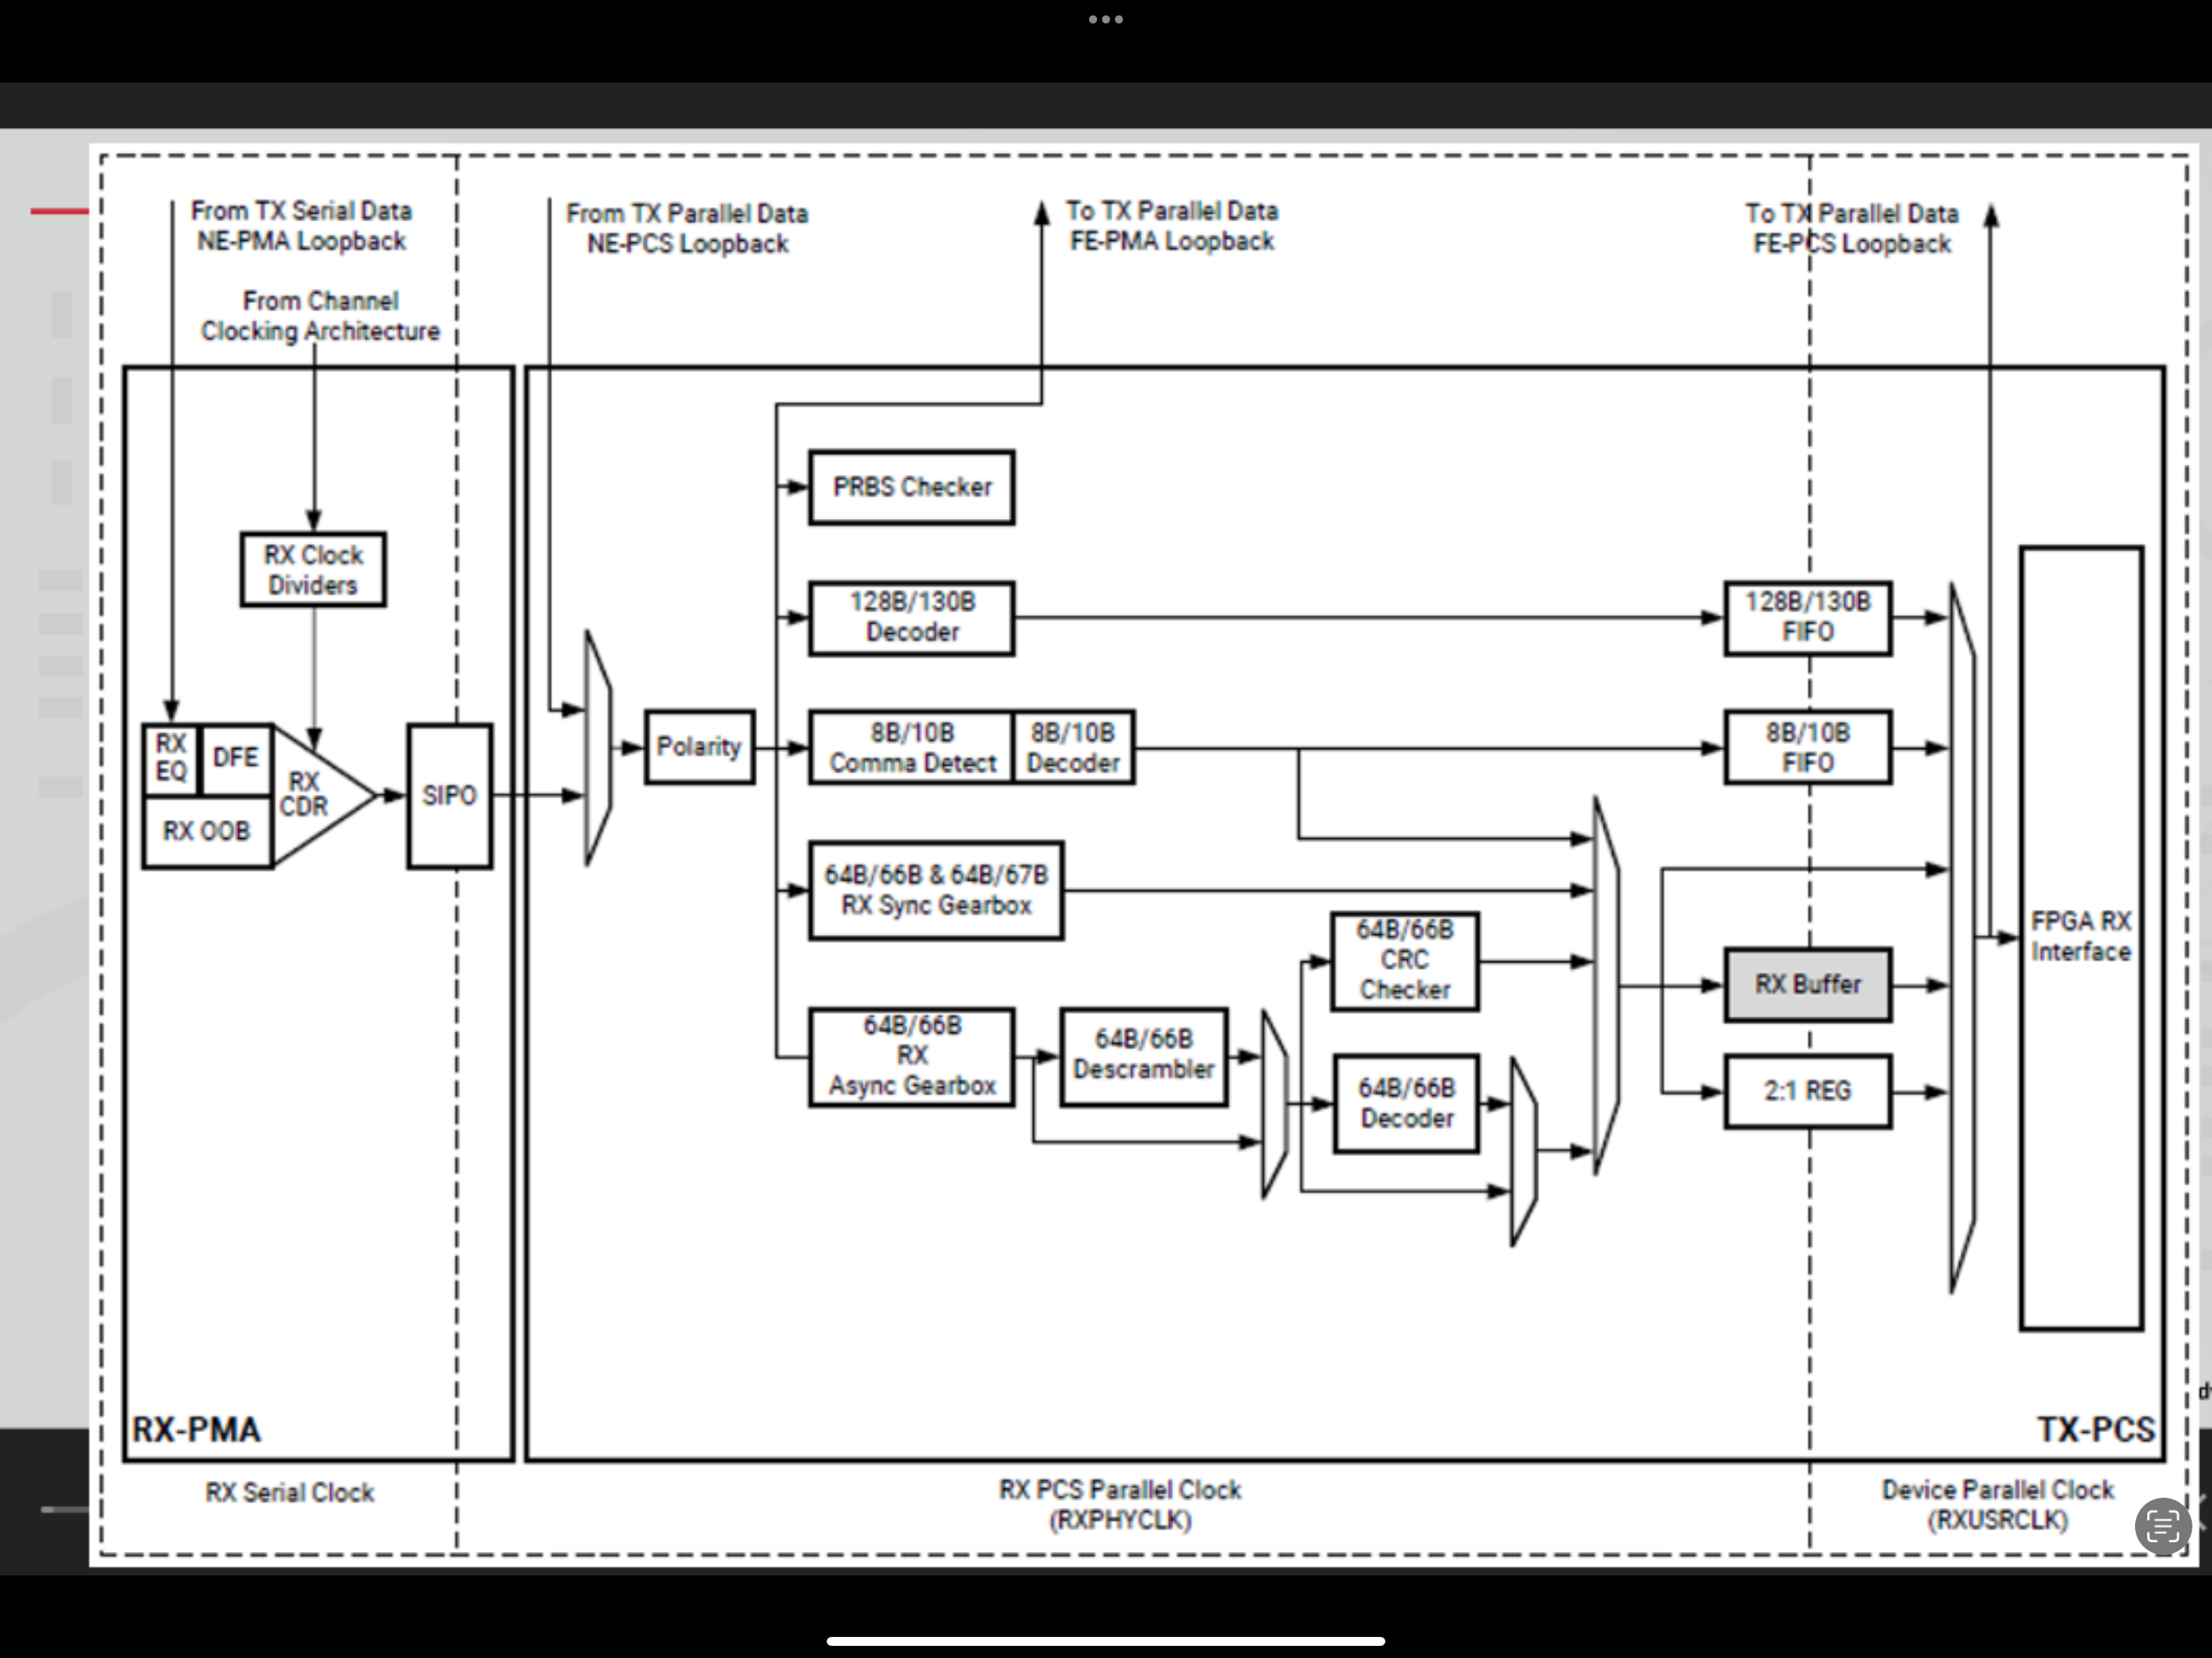 From TX Serial Data
NE-PMA Loopback
From TX Parallel Data
NE-PCS Loopback
To TX Parallel Data
FE-PMA Loopback
To TX Parallel Data
FE-PCS Loopback
From Channel
Clocking Architecture
PRBS Checker
RX Clock
Dividers
128B/130B
Decoder
128B/130B
FIFO
RX
EQ
DFE
RX
CDR
RX OOB
SIPO
Polarity
8B/10B
Comma Detect
8B/10B
Decoder
8B/10B
FIFO
64B/66B & 64B/67B
RX Sync Gearbox
64B/66B
CRC
Checker
FPGA RX
Interface
RX Buffer
64B/66B
RX
Async Gearbox
64B/66B
Descrambler
64B/66B
Decoder
2:1 REG
RX-PMA
TX-PCS
RX Serial Clock
RX PCS Parallel Clock
(RXPHYCLK)
Device Parallel Clock
(RXUSRCLK)